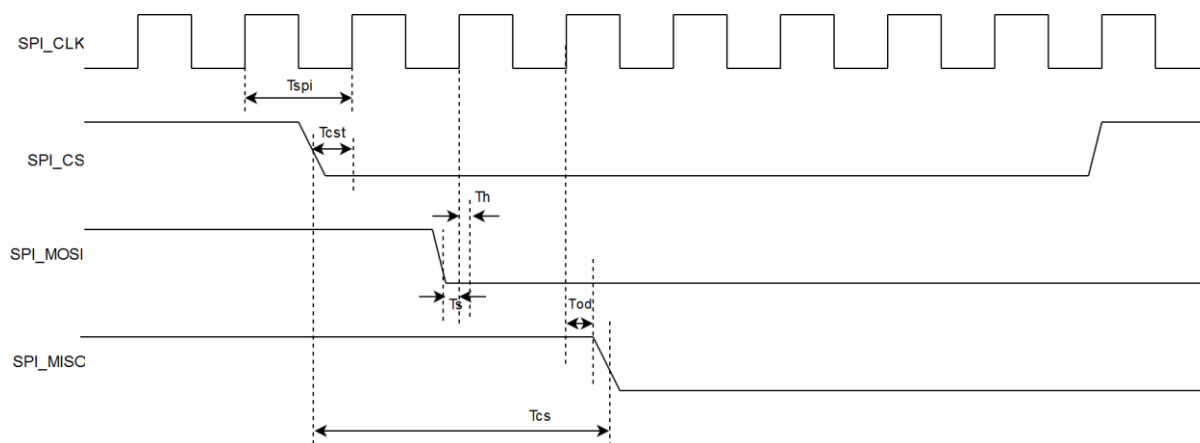 SPI_CLK
Tspi
SPI_CS
Tcst
Th
SPI_MOSI
Ts
Tod
SPI_MISO
Tcs